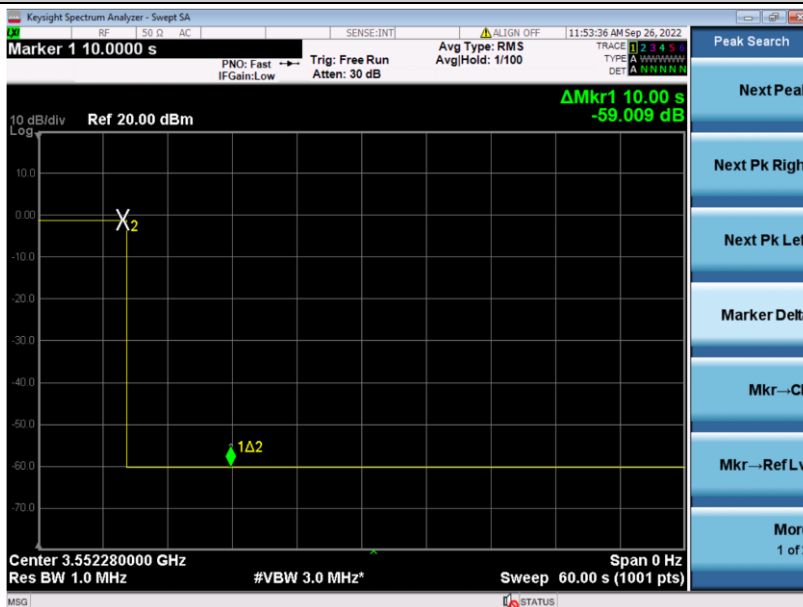 Keysight Spectrum Analyzer - Swept SA
LXI RF 50 Ω AC SENSE:INT ALIGN OFF 11:53:36 AM Sep 26, 2022
Marker 1 10.0000 s
PNO: Fast
IFGain:Low
Trig: Free Run
Atten: 30 dB
Avg Type: RMS
Avg|Hold: 1/100
TRACE 1 2 3 4 5 6
TYPE A WWWWW
DET A N N N N N
ΔMkr1 10.00 s
-59.009 dB
10 dB/div Ref 20.00 dBm
Log
10.0
0.00
-10.0
-20.0
-30.0
-40.0
-50.0
-60.0
-70.0
2
1Δ2
Center 3.552280000 GHz Span 0 Hz
Res BW 1.0 MHz #VBW 3.0 MHz* Sweep 60.00 s (1001 pts)
MSG STATUS
Peak Search
Next Peak
Next Pk Righ
Next Pk Lef
Marker Delt
Mkr→C
Mkr→Ref Lv
More
1 of